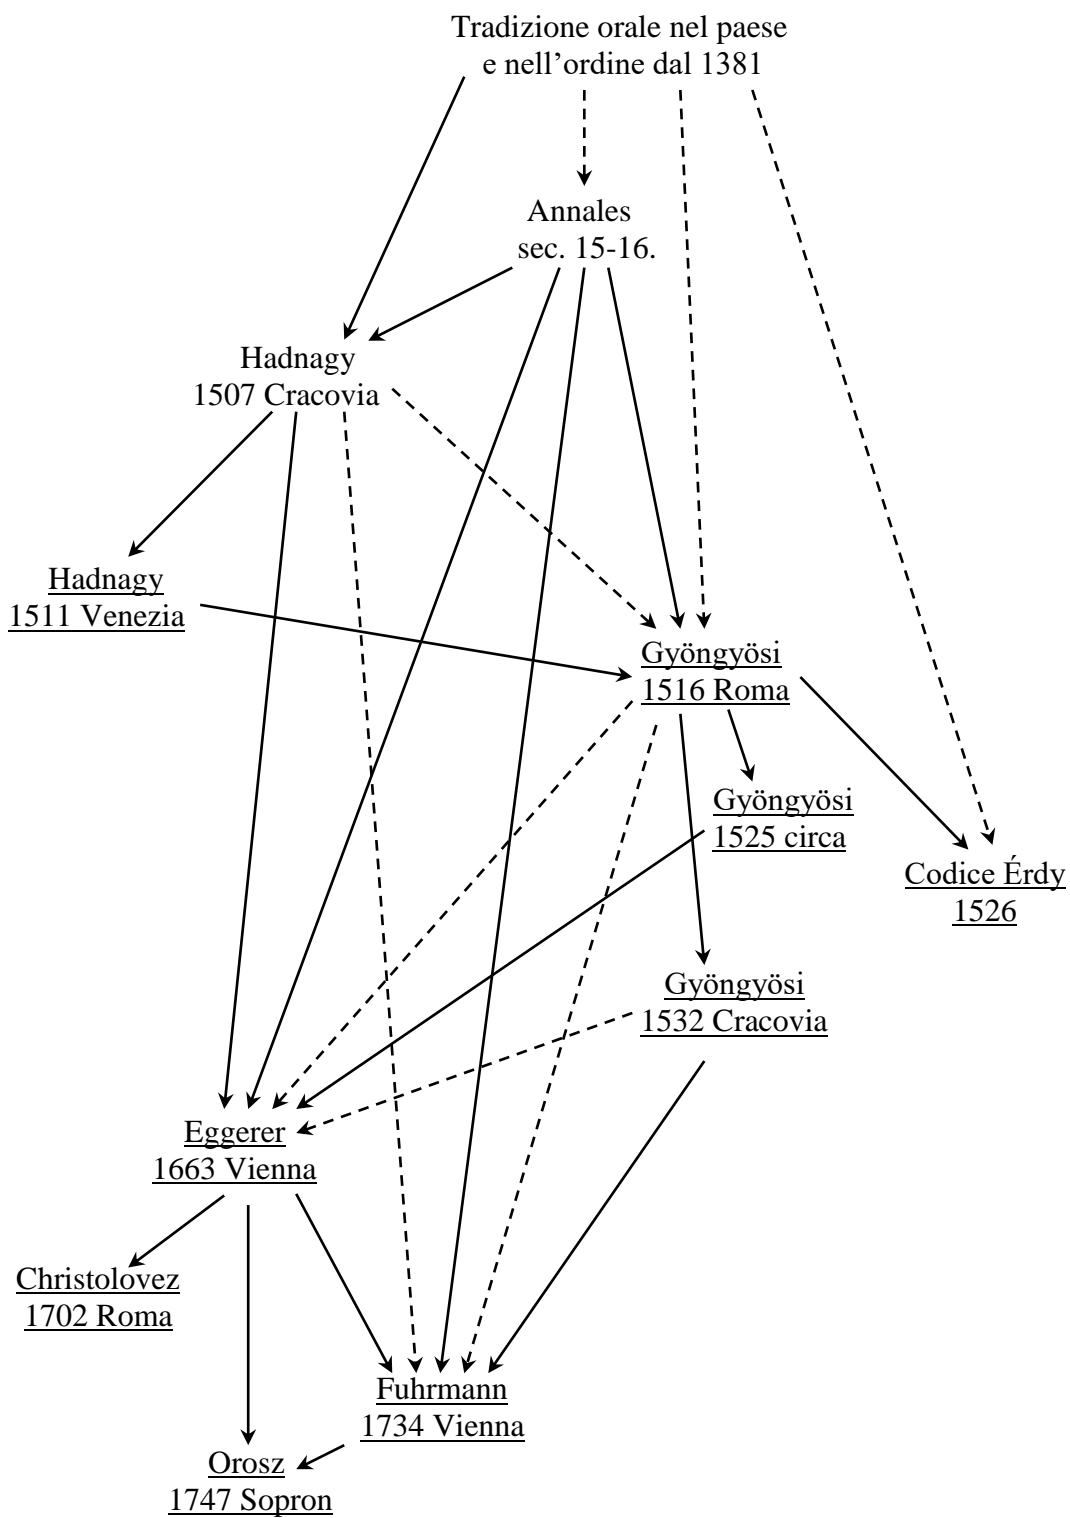 Tradizione orale nel paese
e nell’ordine dal 1381
Annales
sec. 15-16.
Hadnagy
1507 Cracovia
Hadnagy
1511 Venezia
Gyöngyösi
1516 Roma
Gyöngyösi
1525 circa
Codice Érdy
1526
Gyöngyösi
1532 Cracovia
Eggerer
1663 Vienna
Christolovez
1702 Roma
Fuhrmann
1734 Vienna
Orosz
1747 Sopron